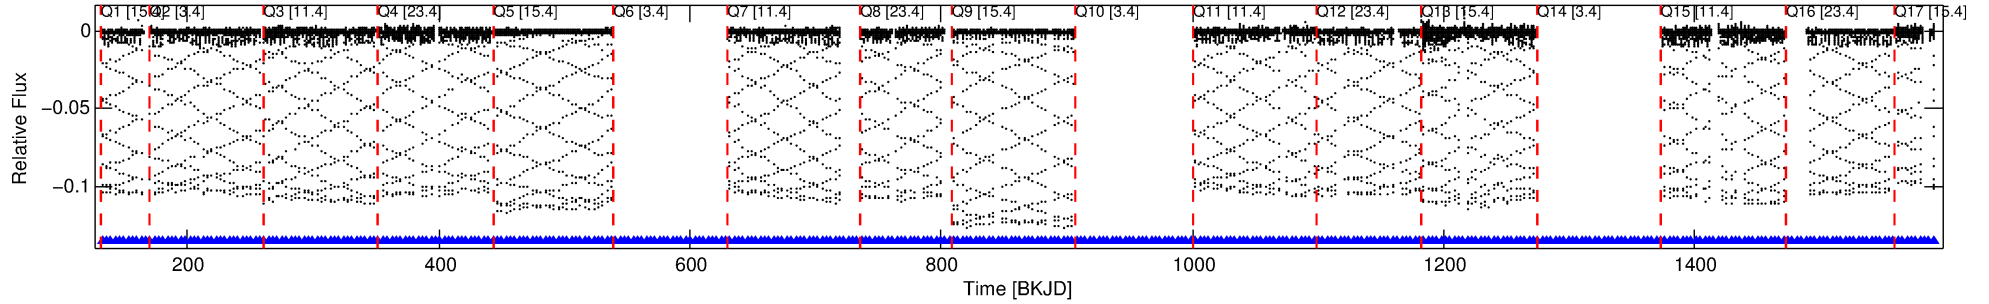 Q1 [15.4] Q2 [3.4] Q3 [11.4] Q4 [23.4] Q5 [15.4] Q6 [3.4] Q7 [11.4] Q8 [23.4] Q9 [15.4] Q10 [3.4] Q11 [11.4] Q12 [23.4] Q13 [15.4] Q14 [3.4] Q15 [11.4] Q16 [23.4] Q17 [15.4]
0
−0.05
−0.1
Relative Flux
200 400 600 800 1000 1200 1400
Time [BKJD]